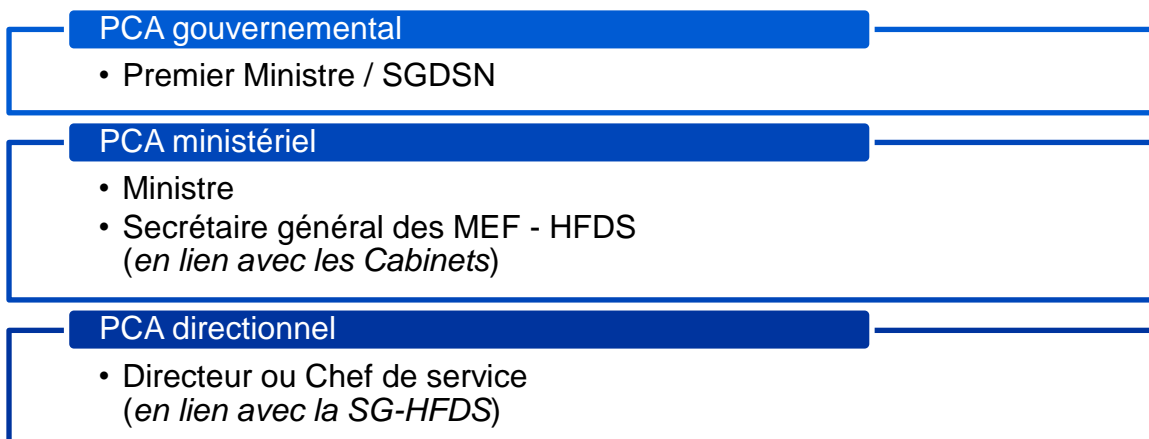 PCA gouvernemental
• Premier Ministre / SGDSN
PCA ministériel
• Ministre
• Secrétaire général des MEF - HFDS
(en lien avec les Cabinets)
PCA directionnel
• Directeur ou Chef de service
(en lien avec la SG-HFDS)